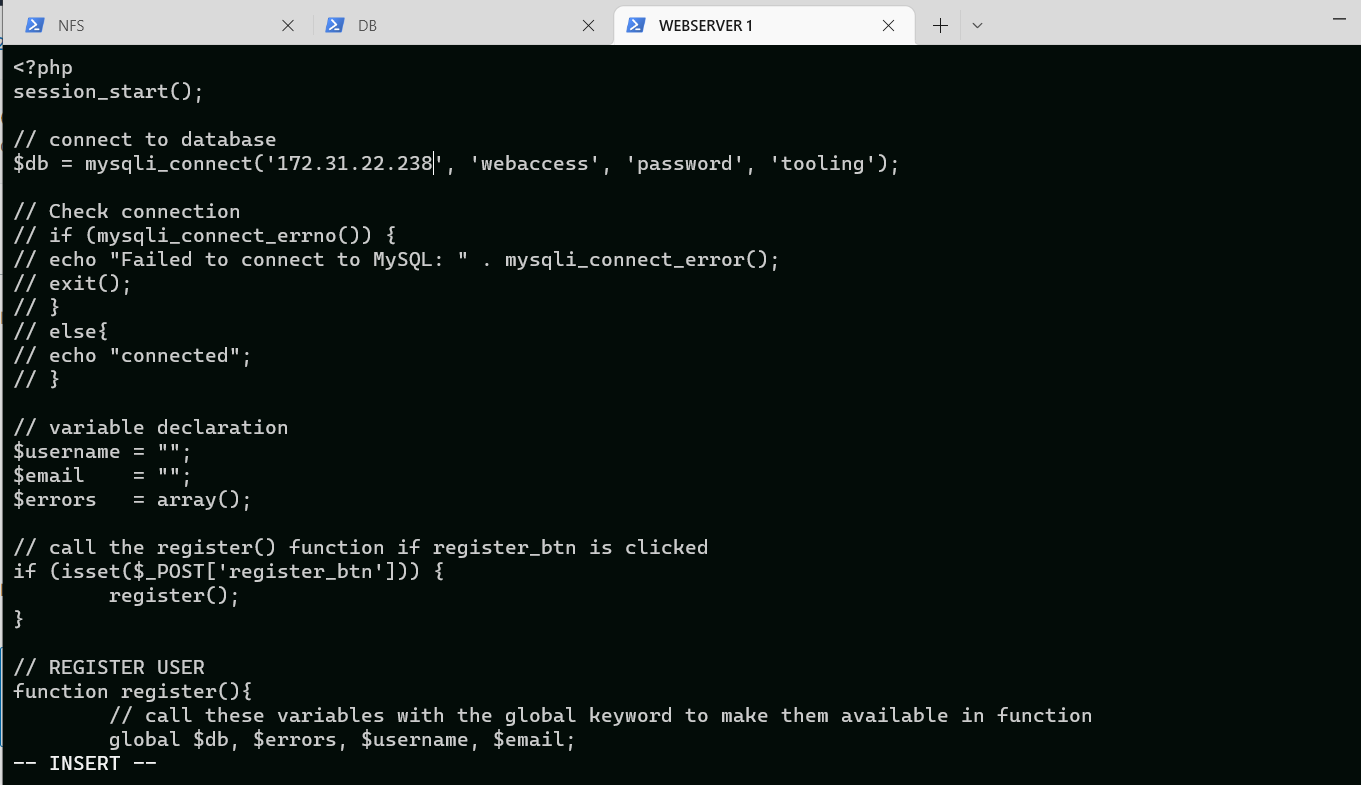 NFS
DB
WEBSERVER 1
<?php
session_start();

// connect to database
$db = mysqli_connect('172.31.22.238', 'webaccess', 'password', 'tooling');

// Check connection
// if (mysqli_connect_errno()) {
// echo "Failed to connect to MySQL: " . mysqli_connect_error();
// exit();
// }
// else{
// echo "connected";
// }

// variable declaration
$username = "";
$email    = "";
$errors   = array();

// call the register() function if register_btn is clicked
if (isset($_POST['register_btn'])) {
        register();
}

// REGISTER USER
function register(){
        // call these variables with the global keyword to make them available in function
        global $db, $errors, $username, $email;
-- INSERT --